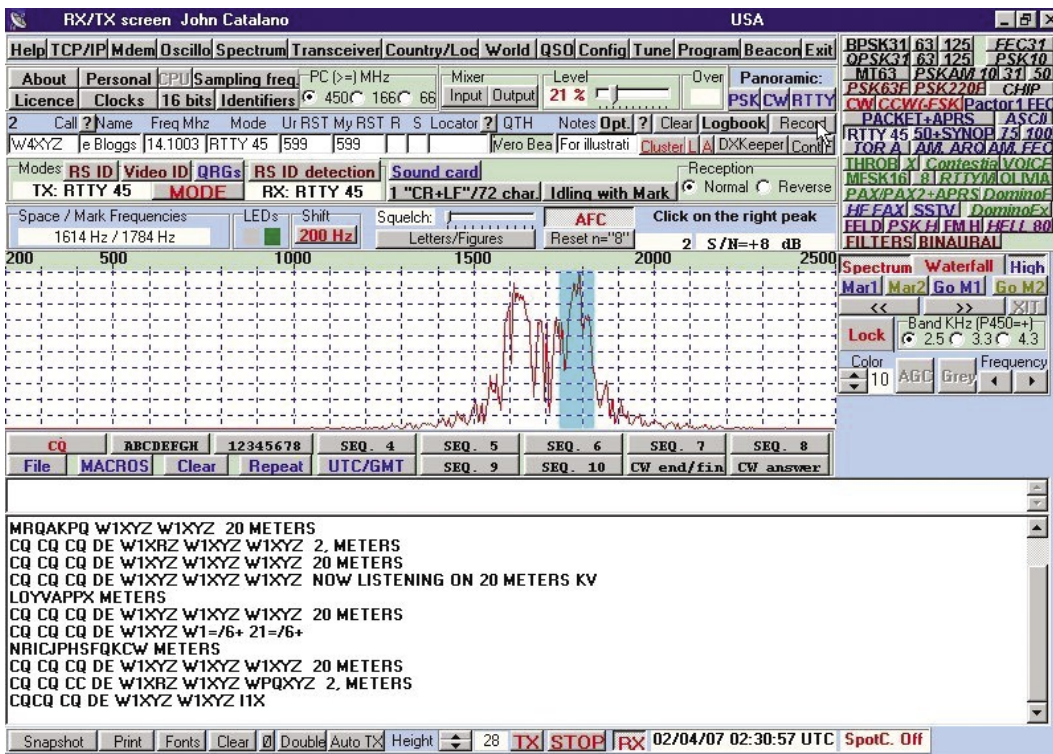 RX/TX screen John Catalano USA
Help TCP/IP Mdem Oscillo Spectrum Transceiver Country/Loc World QSO Config Tune Program Beacon Exit
About Personal CPU Sampling freq. PC (>=) MHz Mixer Level Over Panoramic:
Licence Clocks 16 bits Identifiers 450 166 66 Input Output 21 % PSK CW RTTY
2 Call ? Name Freq Mhz Mode Ur RST My RST R S Locator ? QTH Notes Opt. ? Clear Logbook Record
W4XYZ e Bloggs 14.1003 RTTY 45 599 599 Vero Bea For illustrati Cluster L A DXKeeper
Modes RS ID Video ID QRGs RS ID detection Sound card Reception
TX: RTTY 45 MODE RX: RTTY 45 1 "CR+LF"/72 char. Idling with Mark Normal Reverse
Space / Mark Frequencies LEDs Shift Squelch: AFC Click on the right peak
1614 Hz / 1784 Hz 200 Hz Letters/Figures Reset n="8" 2 S/N=+8 dB
200 500 1000 1500 2000 2500
BPSK31 63 125 FEC31
QPSK31 63 125 PSK10
MT63 PSKAM 10 31 50
PSK63F PSK220F CHIP
CW CCW Pactor1 FEC
PACKET+APRS ASCII
RTTY 45 50+SYNOP 75 100
TOR A AM. ARQ AM. FEC
THROB X Contestia VOICE
MFSK16 8 RTTYM OLIVIA
PAX/PAX2+APRS DominoF
HF FAX SSTV DominoEx
FELD PSK H FM H HELL 80
FILTERS BINAURAL
Spectrum Waterfall High
Mar1 Mar2 Go M1 Go M2
<< >> XIT
Lock Band KHz (P450=+)
2.5 3.3 4.3
Color Frequency
10 AGC Grey
CQ ABCDEFGH 12345678 SEQ. 4 SEQ. 5 SEQ. 6 SEQ. 7 SEQ. 8
File MACROS Clear Repeat UTC/GMT SEQ. 9 SEQ. 10 CW end/fin CW answer
MRQAKPQ W1XYZ W1XYZ 20 METERS
CQ CQ CQ DE W1XRZ W1XYZ W1XYZ 2, METERS
CQ CQ CQ DE W1XYZ W1XYZ W1XYZ 20 METERS
CQ CQ CQ DE W1XYZ W1XYZ W1XYZ NOW LISTENING ON 20 METERS KV
LOYVAPPX METERS
CQ CQ CQ DE W1XYZ W1XYZ W1XYZ 20 METERS
CQ CQ CQ DE W1XYZ W1=/6+ 21=/6+
NRICJPHSFQKCW METERS
CQ CQ CQ DE W1XYZ W1XYZ W1XYZ 20 METERS
CQ CQ CC DE W1XRZ W1XYZ WPQXYZ 2, METERS
CQCQ CQ DE W1XYZ W1XYZ I1X
Snapshot Print Fonts Clear Ø Double Auto TX Height 28 TX STOP RX 02/04/07 02:30:57 UTC SpotC. Off